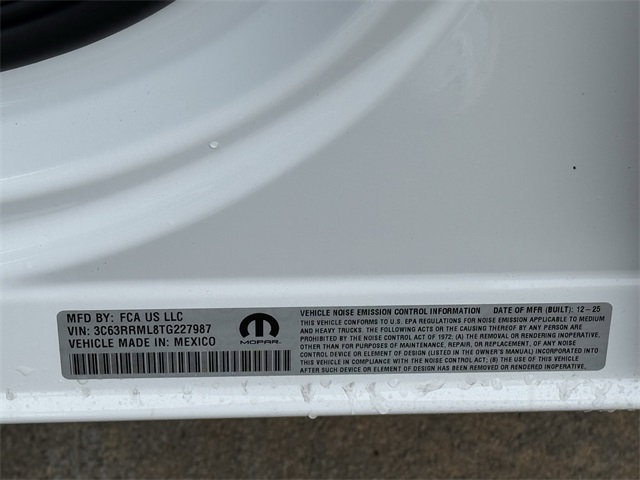 MFD BY: FCA US LLC
VIN: 3C63RRML8TG227987
VEHICLE MADE IN: MEXICO
MOPAR
VEHICLE NOISE EMISSION CONTROL INFORMATION DATE OF MFR (BUILT): 12-25
THIS VEHICLE CONFORMS TO U.S. EPA REGULATIONS FOR NOISE EMISSION APPLICABLE TO MEDIUM
AND HEAVY TRUCKS. THE FOLLOWING ACTS OR THE CAUSING THEREOF BY ANY PERSON ARE
PROHIBITED BY THE NOISE CONTROL ACT OF 1972: (A) THE REMOVAL OR RENDERING INOPERATIVE,
OTHER THAN FOR PURPOSES OF MAINTENANCE, REPAIR, OR REPLACEMENT, OF ANY NOISE
CONTROL DEVICE OR ELEMENT OF DESIGN (LISTED IN THE OWNER'S MANUAL) INCORPORATED INTO
THIS VEHICLE IN COMPLIANCE WITH THE NOISE CONTROL ACT; (B) THE USE OF THIS VEHICLE
AFTER SUCH DEVICE OR ELEMENT OF DESIGN HAS BEEN REMOVED OR RENDERED INOPERATIVE.